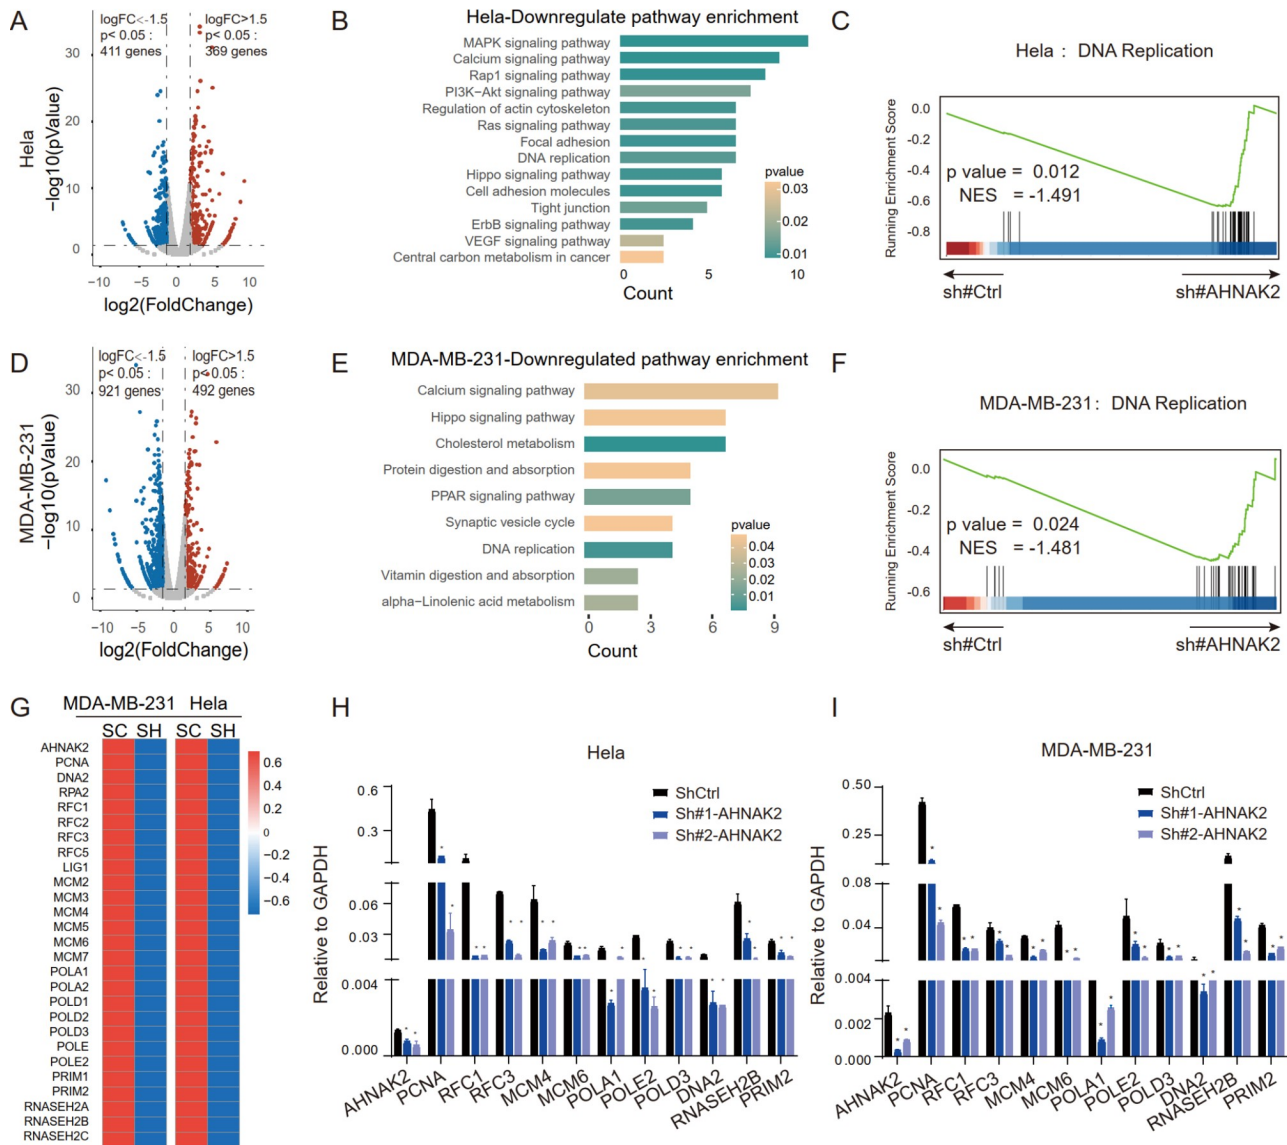 A
logFC<-1.5
p< 0.05 :
411 genes
logFC>1.5
p< 0.05 :
369 genes
30
20
10
0
Hela
−log10(pValue)
−10
−5
0
5
10
log2(FoldChange)
B
Hela-Downregulate pathway enrichment
MAPK signaling pathway
Calcium signaling pathway
Rap1 signaling pathway
PI3K−Akt signaling pathway
Regulation of actin cytoskeleton
Ras signaling pathway
Focal adhesion
DNA replication
Hippo signaling pathway
Cell adhesion molecules
Tight junction
ErbB signaling pathway
VEGF signaling pathway
Central carbon metabolism in cancer
0
5
10
Count
pvalue
0.03
0.02
0.01
C
Hela : DNA Replication
Running Enrichment Score
0.0
-0.2
-0.4
-0.6
-0.8
p value = 0.012
NES = -1.491
sh#Ctrl
sh#AHNAK2
D
logFC<-1.5
p< 0.05 :
921 genes
logFC>1.5
p< 0.05 :
492 genes
30
20
10
0
MDA-MB-231
−log10(pValue)
−10
−5
0
5
10
log2(FoldChange)
E
MDA-MB-231-Downregulated pathway enrichment
Calcium signaling pathway
Hippo signaling pathway
Cholesterol metabolism
Protein digestion and absorption
PPAR signaling pathway
Synaptic vesicle cycle
DNA replication
Vitamin digestion and absorption
alpha−Linolenic acid metabolism
0
3
6
9
Count
pvalue
0.04
0.03
0.02
0.01
F
MDA-MB-231: DNA Replication
Running Enrichment Score
0.0
-0.2
-0.4
-0.6
p value = 0.024
NES = -1.481
sh#Ctrl
sh#AHNAK2
G
MDA-MB-231 Hela
SC SH SC SH
AHNAK2
PCNA
DNA2
RPA2
RFC1
RFC2
RFC3
RFC5
LIG1
MCM2
MCM3
MCM4
MCM5
MCM6
MCM7
POLA1
POLA2
POLD1
POLD2
POLD3
POLE
POLE2
PRIM1
PRIM2
RNASEH2A
RNASEH2B
RNASEH2C
0.6
0.4
0.2
0
−0.2
−0.4
−0.6
H
Hela
ShCtrl
Sh#1-AHNAK2
Sh#2-AHNAK2
Relative to GAPDH
0.6
0.3
0.06
0.03
0.004
0.000
AHNAK2
PCNA
RFC1
RFC3
MCM4
MCM6
POLA1
POLE2
POLD3
DNA2
RNASEH2B
PRIM2
I
MDA-MB-231
ShCtrl
Sh#1-AHNAK2
Sh#2-AHNAK2
Relative to GAPDH
0.50
0.25
0.08
0.04
0.004
0.002
0.000
AHNAK2
PCNA
RFC1
RFC3
MCM4
MCM6
POLA1
POLE2
POLD3
DNA2
RNASEH2B
PRIM2